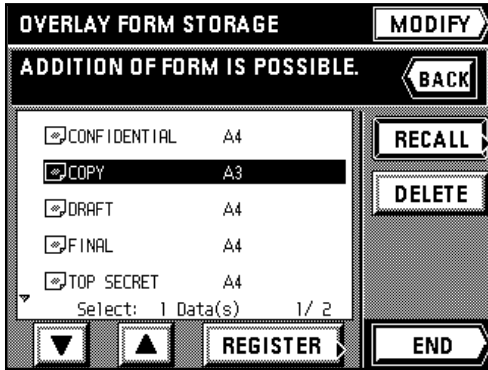 OVERLAY FORM STORAGE
MODIFY
ADDITION OF FORM IS POSSIBLE.
BACK
CONFIDENTIAL A4
RECALL
COPY A3
DELETE
DRAFT A4
FINAL A4
TOP SECRET A4
Select: 1 Data(s) 1/ 2
REGISTER
END